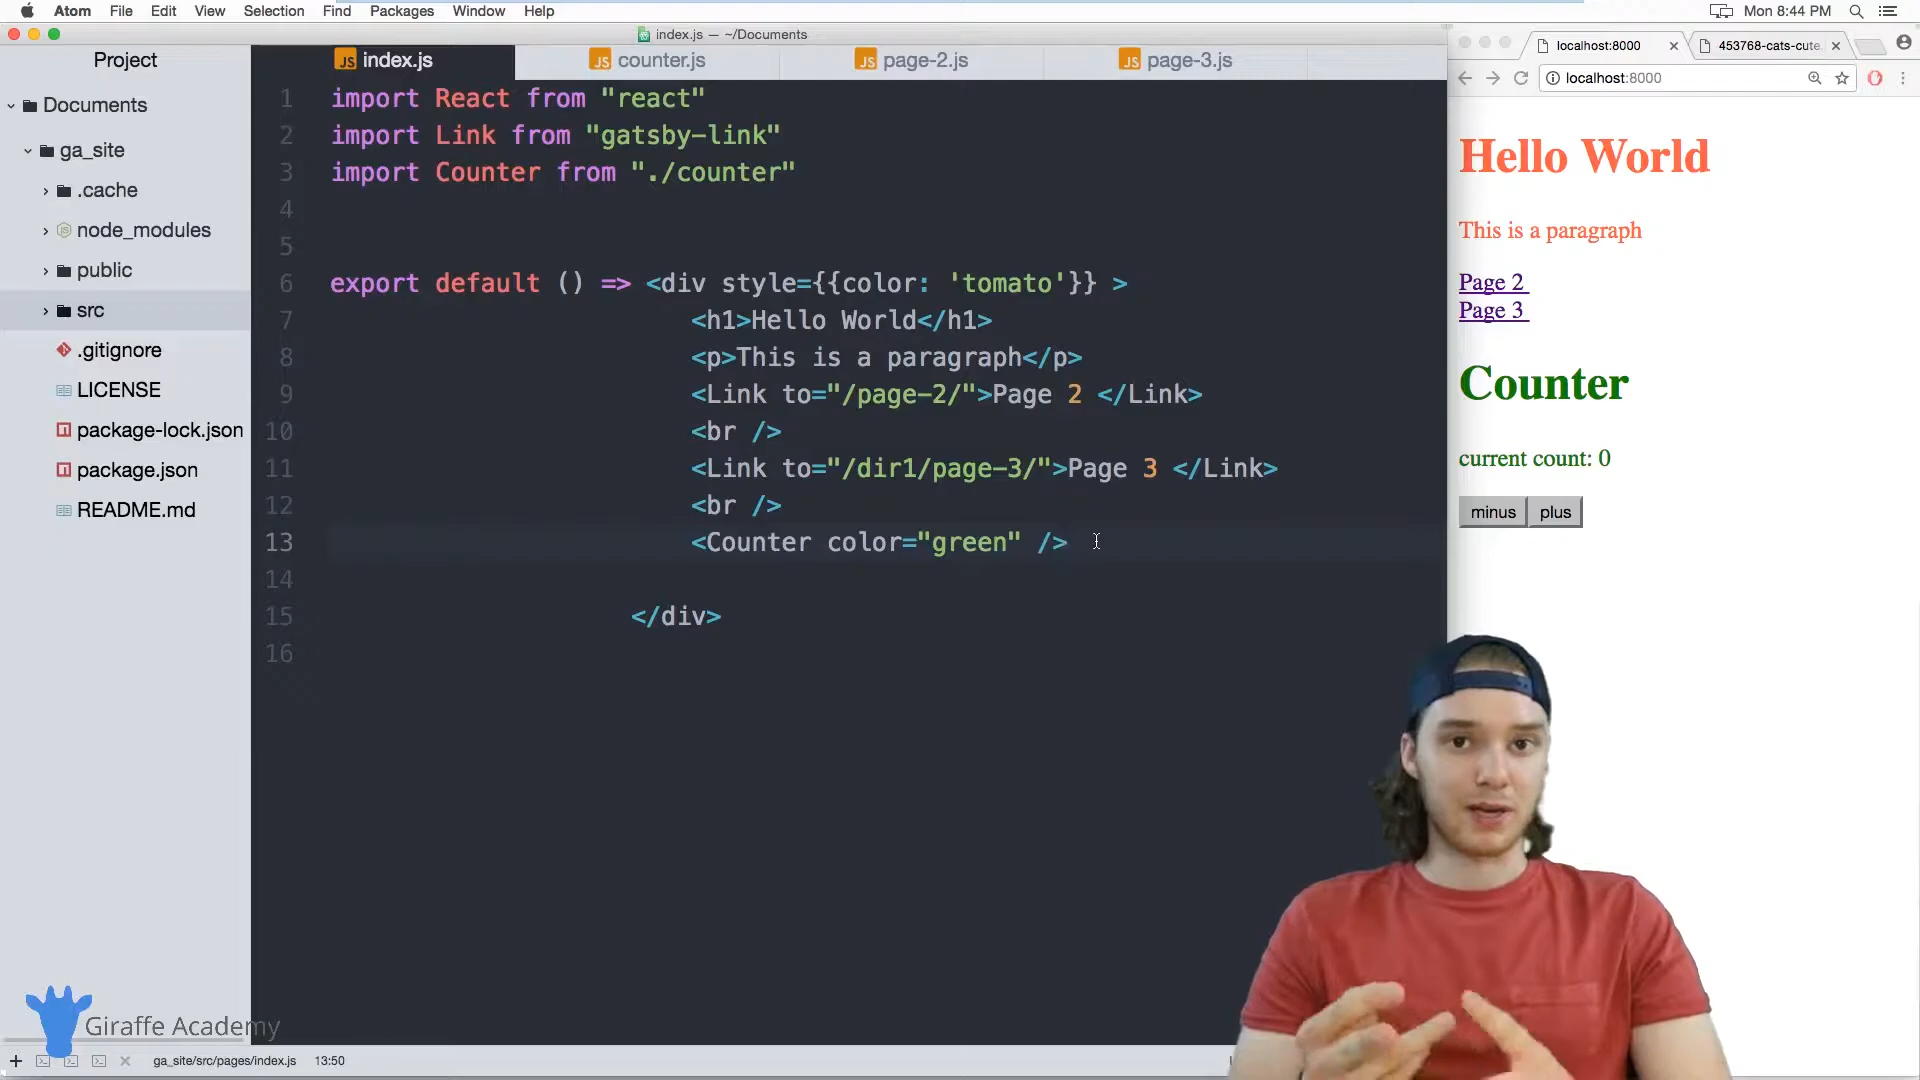 Atom File Edit View Selection Find Packages Window Help
Mon 8:44 PM
index.js — ~/Documents
Project
Documents
ga_site
.cache
node_modules
public
src
.gitignore
LICENSE
package-lock.json
package.json
README.md
index.js
counter.js
page-2.js
page-3.js
1 import React from "react"
2 import Link from "gatsby-link"
3 import Counter from "./counter"
4
5
6 export default () => <div style={{color: 'tomato'}} >
7 <h1>Hello World</h1>
8 <p>This is a paragraph</p>
9 <Link to="/page-2/">Page 2 </Link>
10 <br />
11 <Link to="/dir1/page-3/">Page 3 </Link>
12 <br />
13 <Counter color="green" />
14
15 </div>
16
localhost:8000
453768-cats-cute.
localhost:8000
Hello World
This is a paragraph
Page 2
Page 3
Counter
current count: 0
minus plus
Giraffe Academy
ga_site/src/pages/index.js 13:50